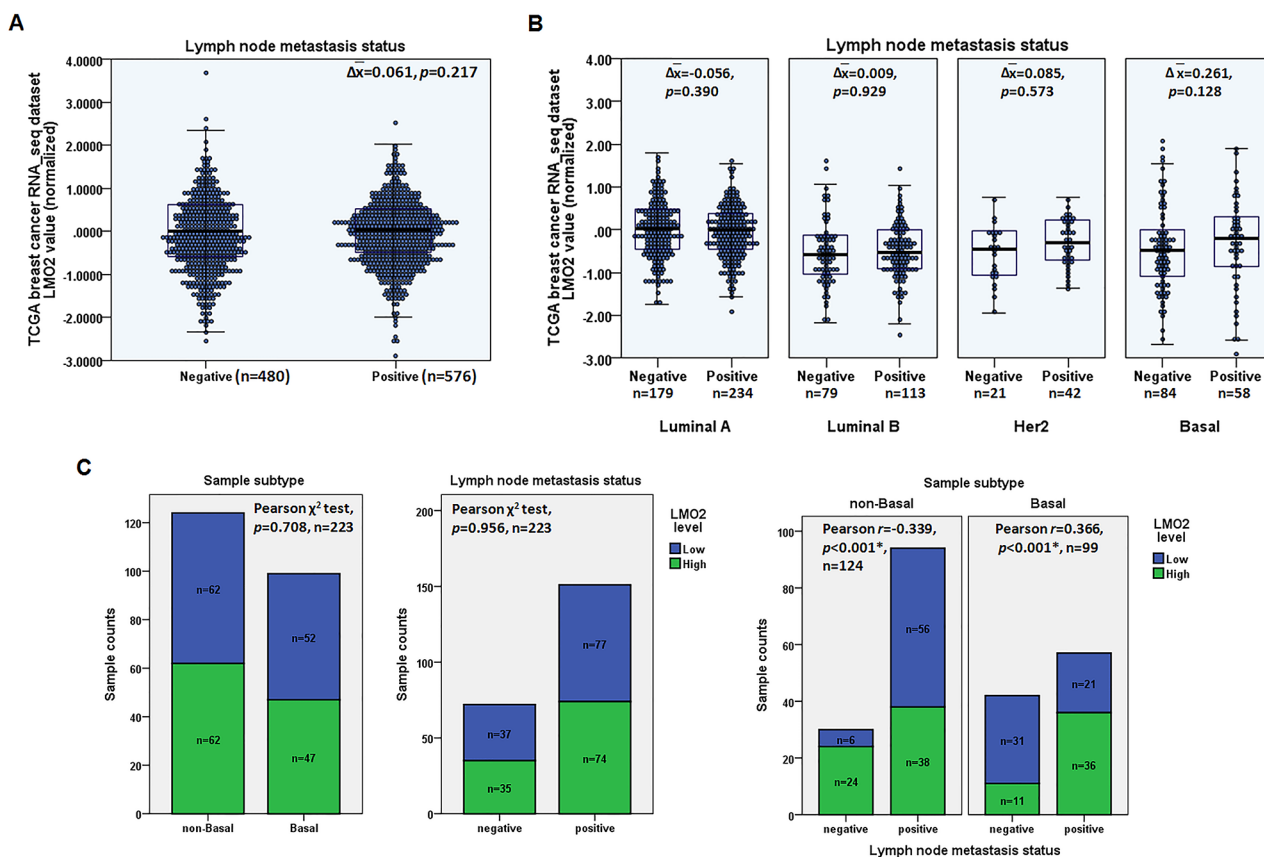 A
Lymph node metastasis status
Δx̄=0.061, p=0.217
TCGA breast cancer RNA_seq dataset
LMO2 value (normalized)
4.0000
3.0000
2.0000
1.0000
.0000
-1.0000
-2.0000
-3.0000
Negative (n=480)
Positive (n=576)
B
Lymph node metastasis status
TCGA breast cancer RNA_seq dataset
LMO2 value (normalized)
4.00
3.00
2.00
1.00
.00
-1.00
-2.00
-3.00
Δx̄=-0.056,
p=0.390
Δx̄=0.009,
p=0.929
Δx̄=0.085,
p=0.573
Δ x̄=0.261,
p=0.128
Negative Positive
n=179 n=234
Luminal A
Negative Positive
n=79 n=113
Luminal B
Negative Positive
n=21 n=42
Her2
Negative Positive
n=84 n=58
Basal
C
Sample subtype
Pearson χ² test,
p=0.708, n=223
Sample counts
120
100
80
60
40
20
0
n=62
n=62
n=52
n=47
non-Basal
Basal
Lymph node metastasis status
Pearson χ² test,
p=0.956, n=223
LMO2
level
Low
High
Sample counts
200
150
100
50
0
n=37
n=35
n=77
n=74
negative
positive
Sample subtype
non-Basal
Basal
Pearson r=-0.339,
p<0.001*,
n=124
Pearson r=0.366,
p<0.001*, n=99
LMO2
level
Low
High
Sample counts
100
80
60
40
20
0
n=6
n=24
n=56
n=38
n=31
n=11
n=21
n=36
negative
positive
negative
positive
Lymph node metastasis status